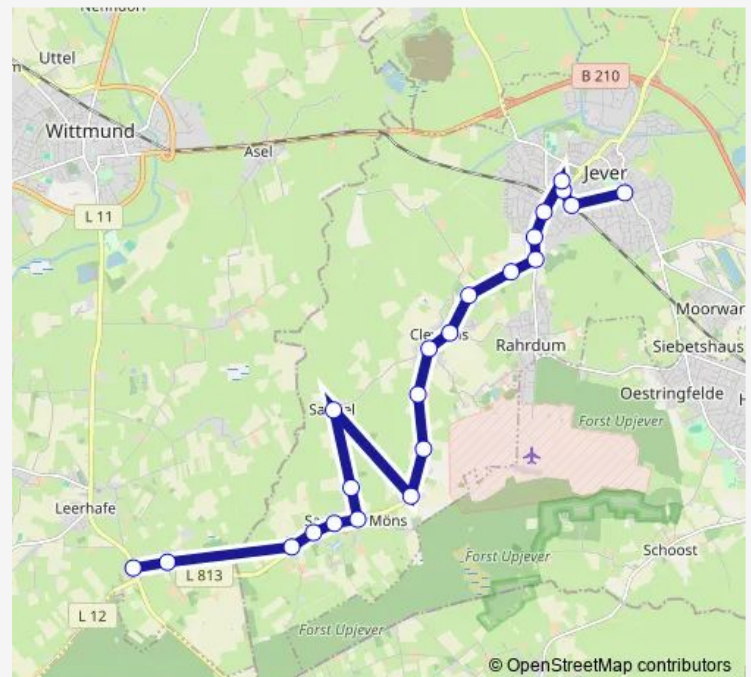 Uttel
Wittmund
Asel
B 210
Jever
L 11
Moorwar
Rahrdum
Siebetshaus
Oestringfelde
Forst Upjever
Leerhafe
Möns
Schoost
Forst Upjever
L 813
L 12
Forst Upjever
© OpenStreetMap contributors